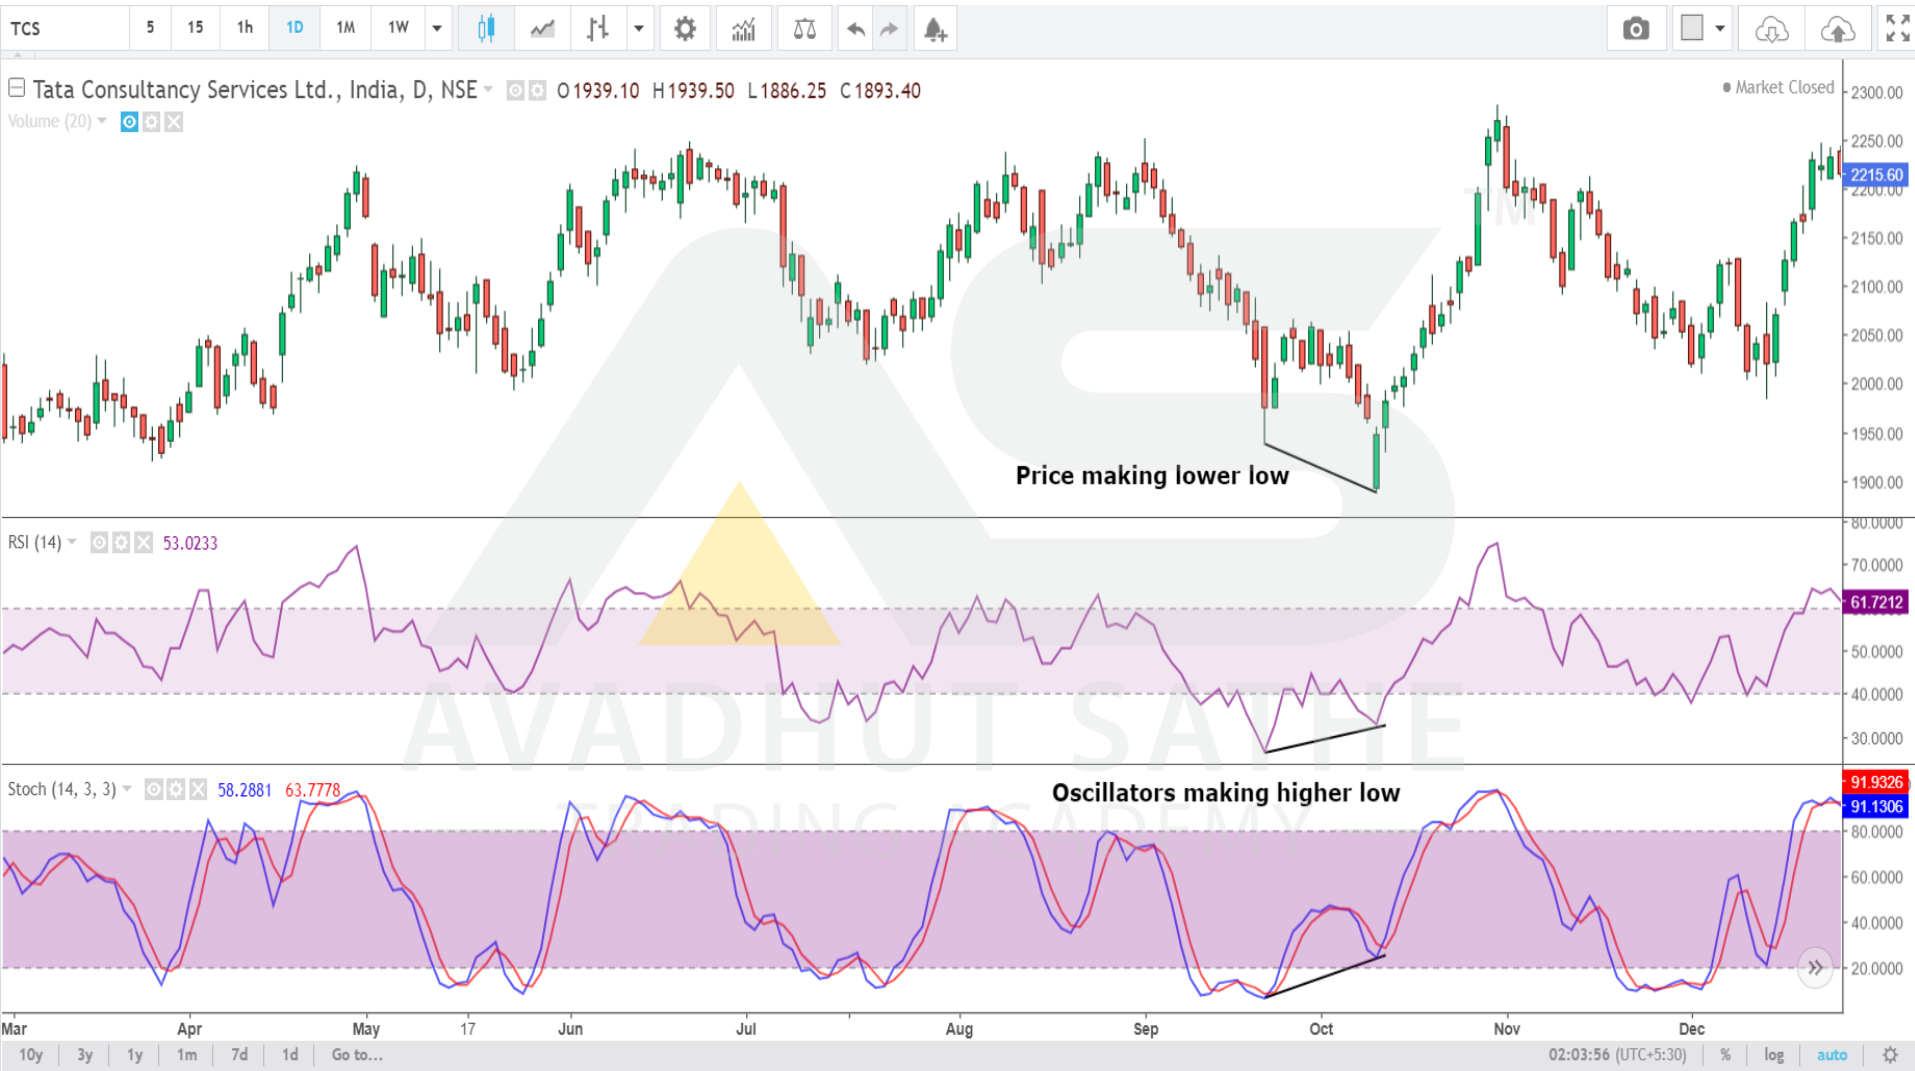 TCS 5 15 1h 1D 1M 1W
Tata Consultancy Services Ltd., India, D, NSE O1939.10 H1939.50 L1886.25 C1893.40
Market Closed
Volume (20)
2300.00
2250.00
2215.60
2200.00
TM
2150.00
2100.00
2050.00
2000.00
1950.00
Price making lower low
1900.00
80.0000
RSI (14) 53.0233
70.0000
61.7212
50.0000
40.0000
AVADHUT SATHE
30.0000
Stoch (14, 3, 3) 58.2881 63.7778
Oscillators making higher low
91.9326
91.1306
TRADING ACADEMY
80.0000
60.0000
40.0000
20.0000
Mar Apr May 17 Jun Jul Aug Sep Oct Nov Dec
10y 3y 1y 1m 7d 1d Go to... 02:03:56 (UTC+5:30) % log auto